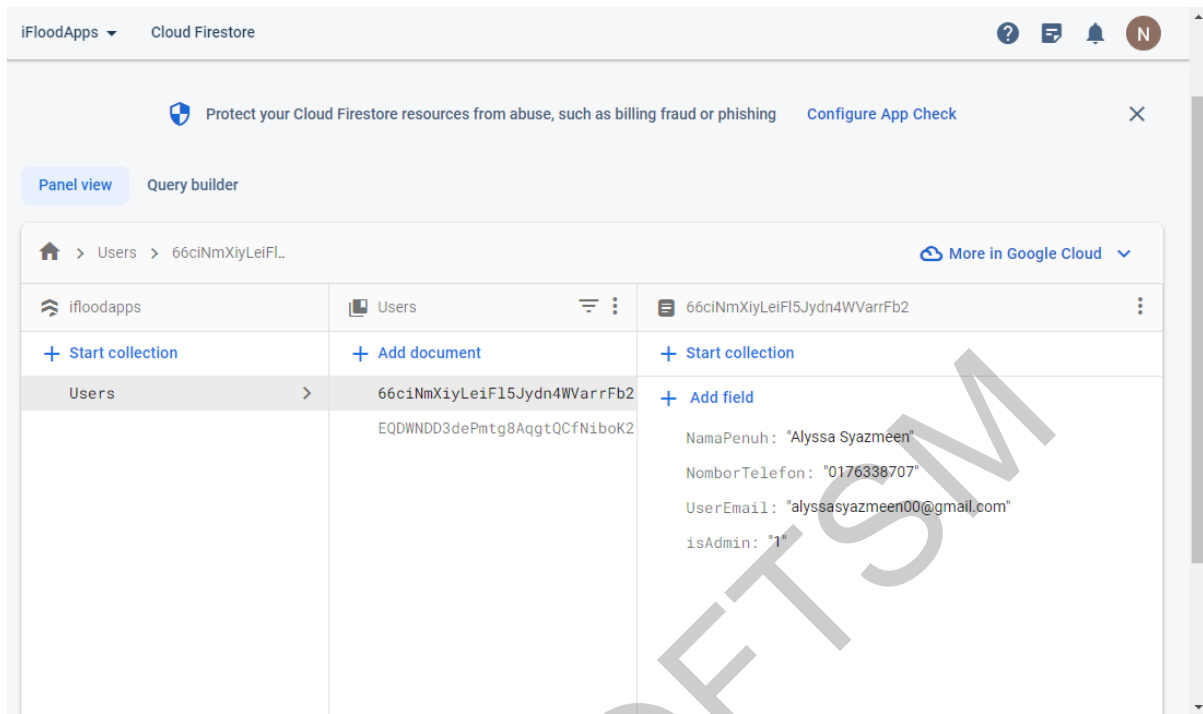 iFloodApps Cloud Firestore N
Protect your Cloud Firestore resources from abuse, such as billing fraud or phishing Configure App Check
Panel view Query builder
Users 66ciNmXiyLeiFl.. More in Google Cloud
ifloodapps Users 66ciNmXiyLeiFl5Jydn4WVarrFb2
Start collection Add document Start collection
Users 66ciNmXiyLeiFl5Jydn4WVarrFb2 Add field
EQDWNDD3dePmtg8AqgtQCfNiboK2
NamaPenuh: "Alyssa Syazmeen"
NomborTelefon: "0176338707"
UserEmail: "alyssasyazmeen00@gmail.com"
isAdmin: "1"
FTSM